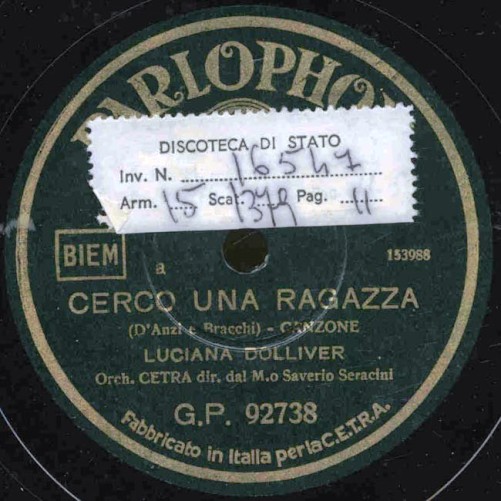 PARLOPHON
DISCOTECA DI STATO
Inv. N. 16547
Arm. 15 Scat. Pag. 11
BIEM
a
153988
CERCO UNA RAGAZZA
(D'Anzi e Bracchi) - CANZONE
LUCIANA DOLLIVER
Orch. CETRA dir. dal M.o Saverio Seracini
G.P. 92738
Fabbricato in Italia per la C.E.T.R.A.